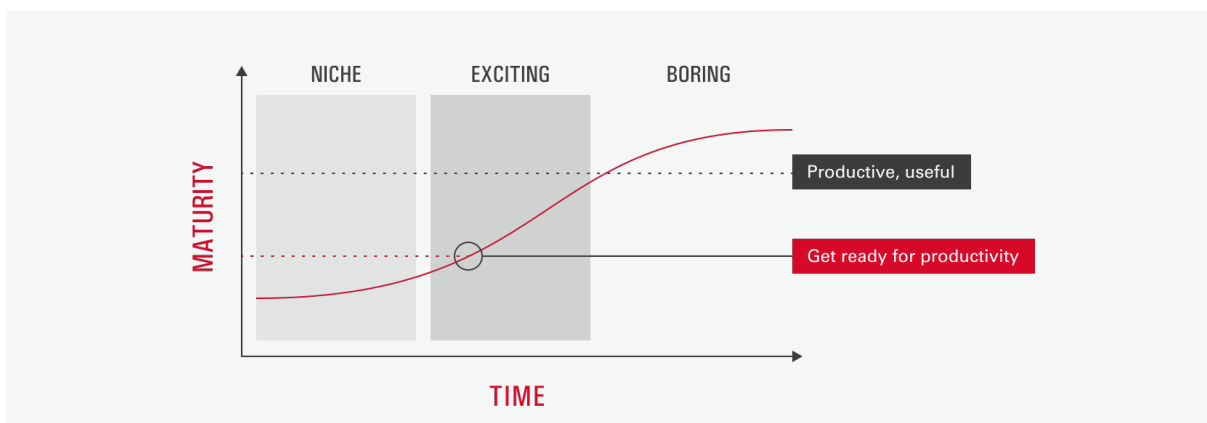 NICHE
EXCITING
BORING
MATURITY
Productive, useful
Get ready for productivity
TIME